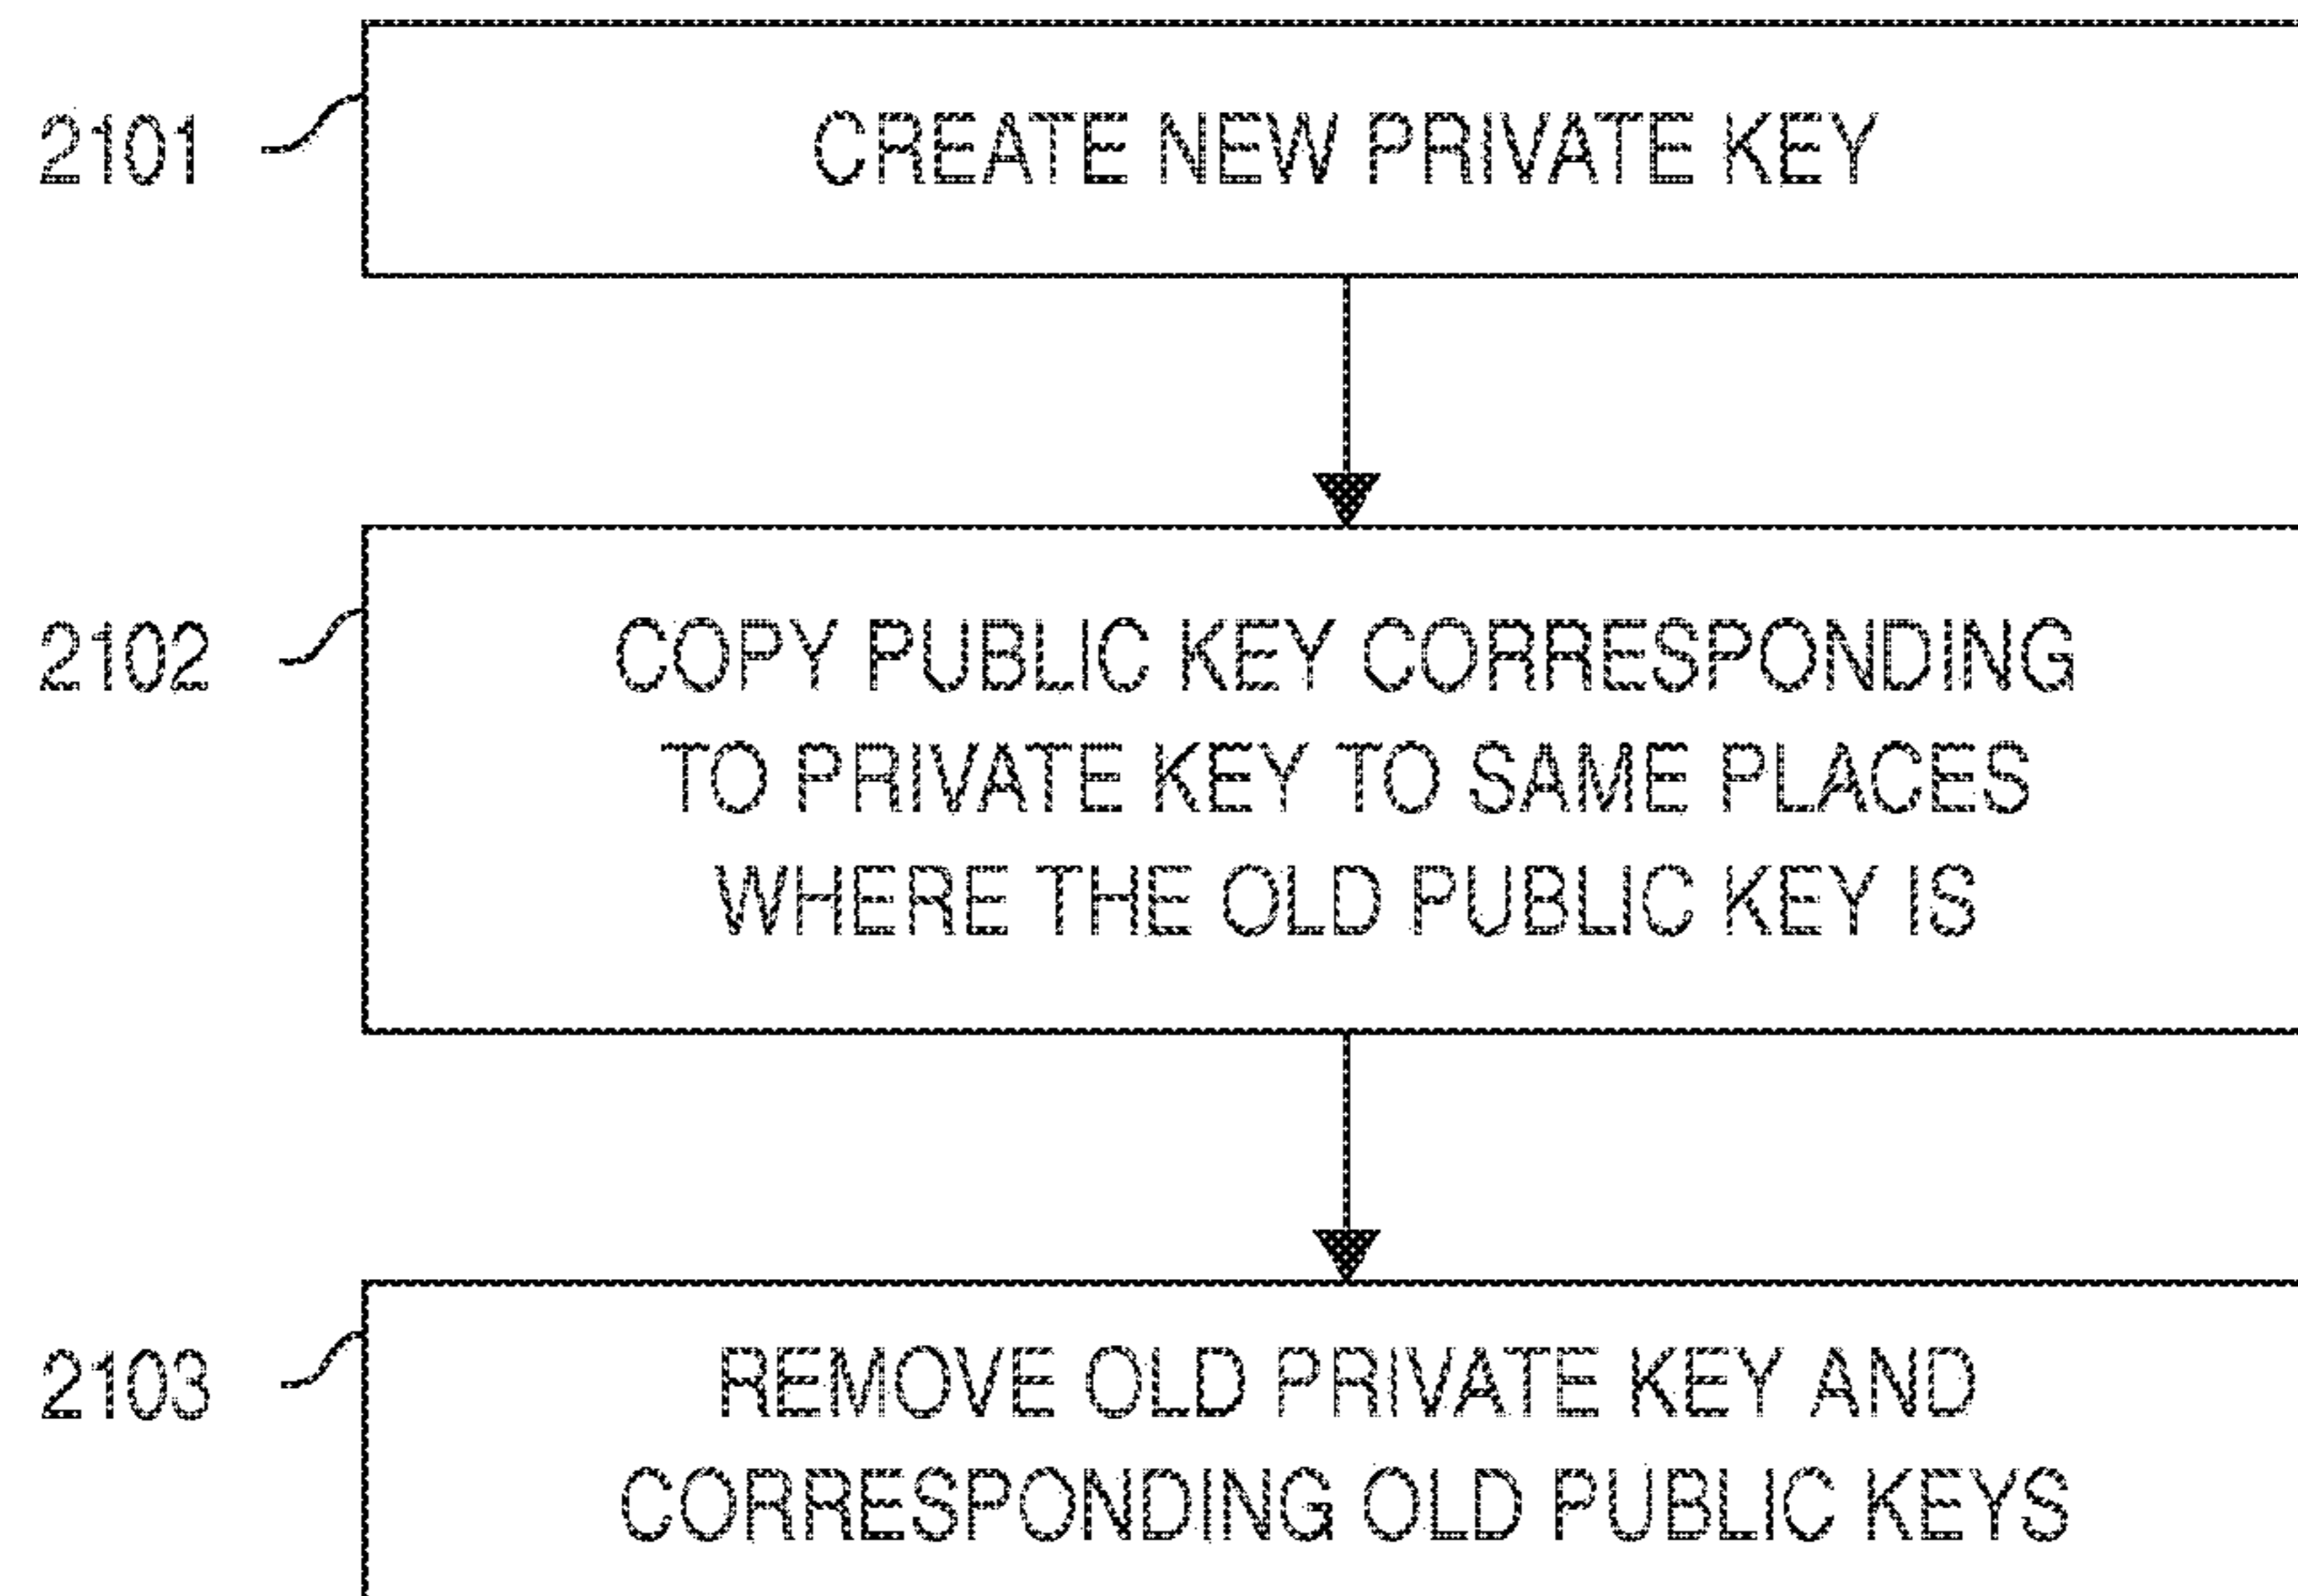 2101
CREATE NEW PRIVATE KEY
2102
COPY PUBLIC KEY CORRESPONDING
TO PRIVATE KEY TO SAME PLACES
WHERE THE OLD PUBLIC KEY IS
2103
REMOVE OLD PRIVATE KEY AND
CORRESPONDING OLD PUBLIC KEYS